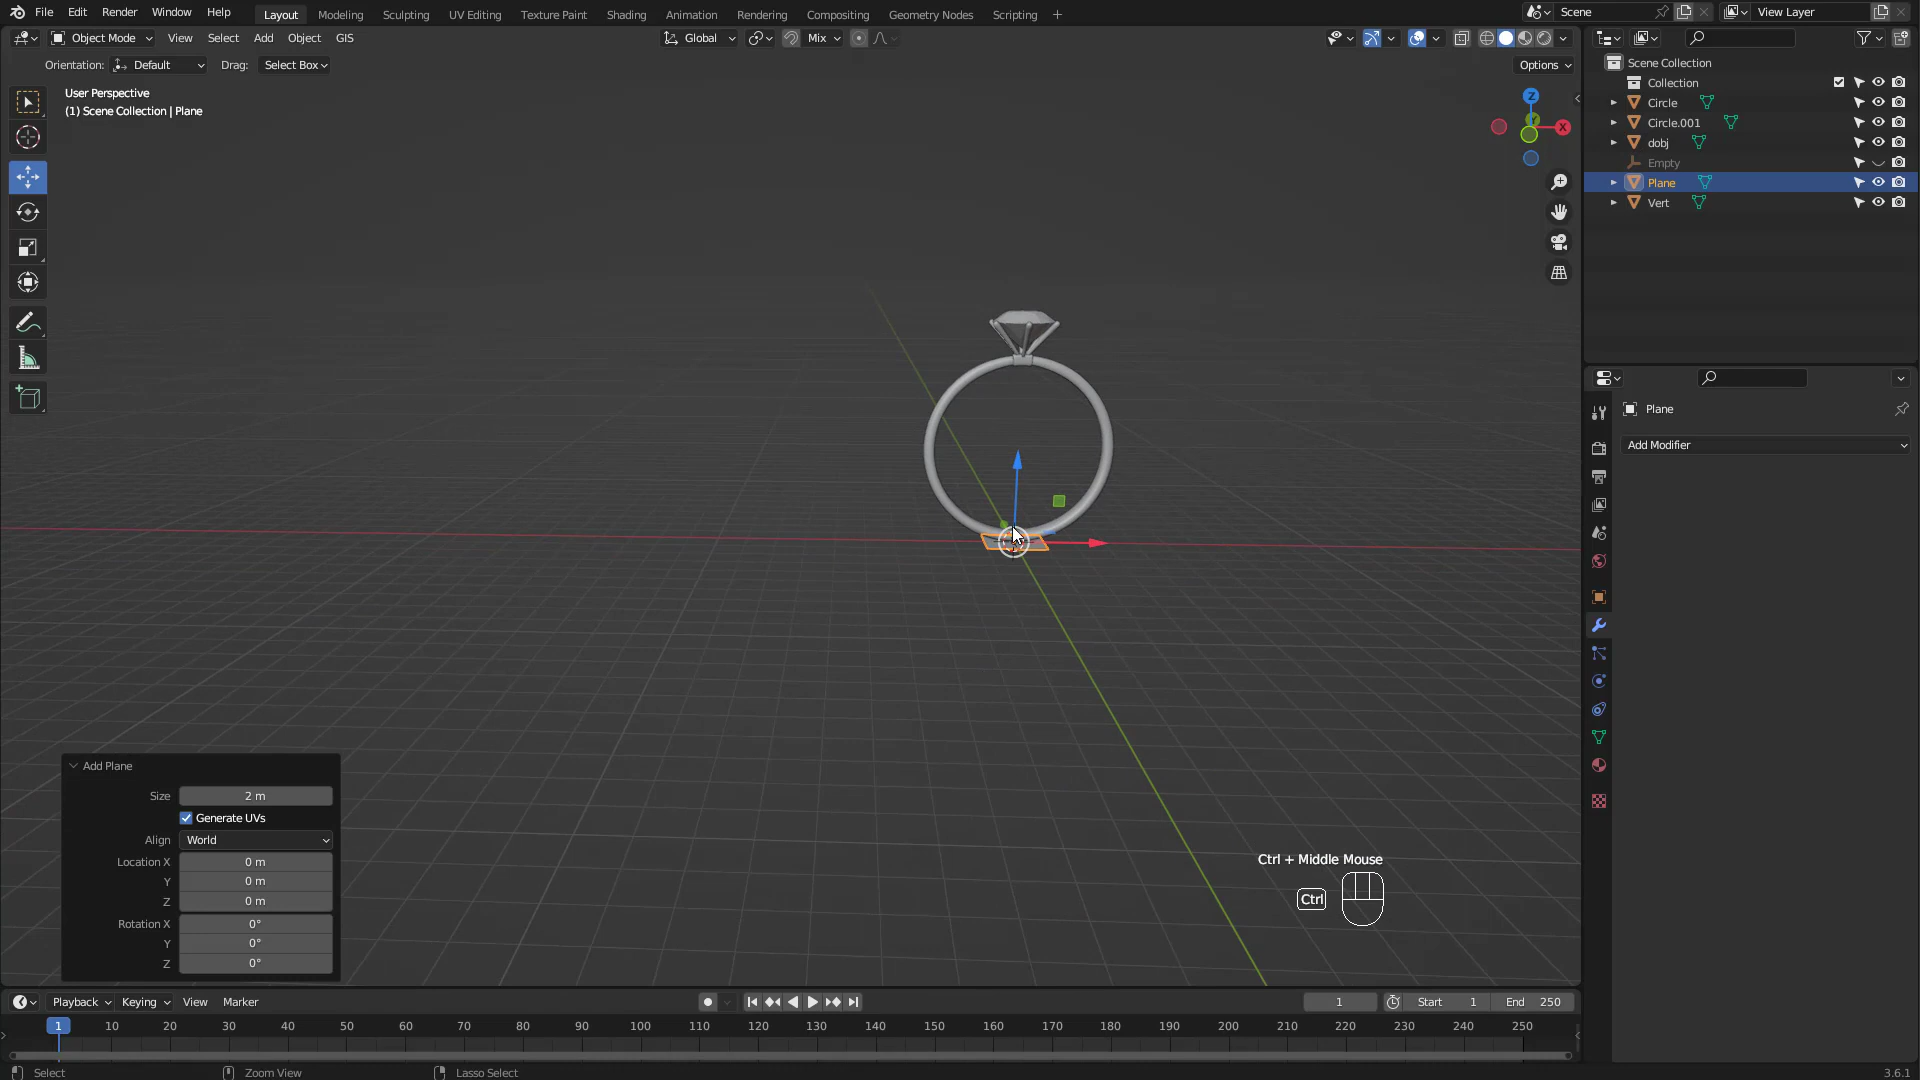 File Edit Render Window Help Layout Modeling Sculpting UV Editing Texture Paint Shading Animation Rendering Compositing Geometry Nodes Scripting + Scene View Layer
Object Mode View Select Add Object GIS Global Mix
Orientation: Default Drag: Select Box Options
User Perspective
(1) Scene Collection | Plane
Z
X
Scene Collection
Collection
Circle
Circle.001
dobj
Empty
Plane
Vert
Plane
Add Modifier
Add Plane
Size 2 m
Generate UVs
Align World
Location X 0 m
Y 0 m
Z 0 m
Rotation X 0°
Y 0°
Z 0°
Ctrl + Middle Mouse
Ctrl
Playback Keying View Marker 1 Start 1 End 250
1 10 20 30 40 50 60 70 80 90 100 110 120 130 140 150 160 170 180 190 200 210 220 230 240 250
Select Zoom View Lasso Select 3.6.1